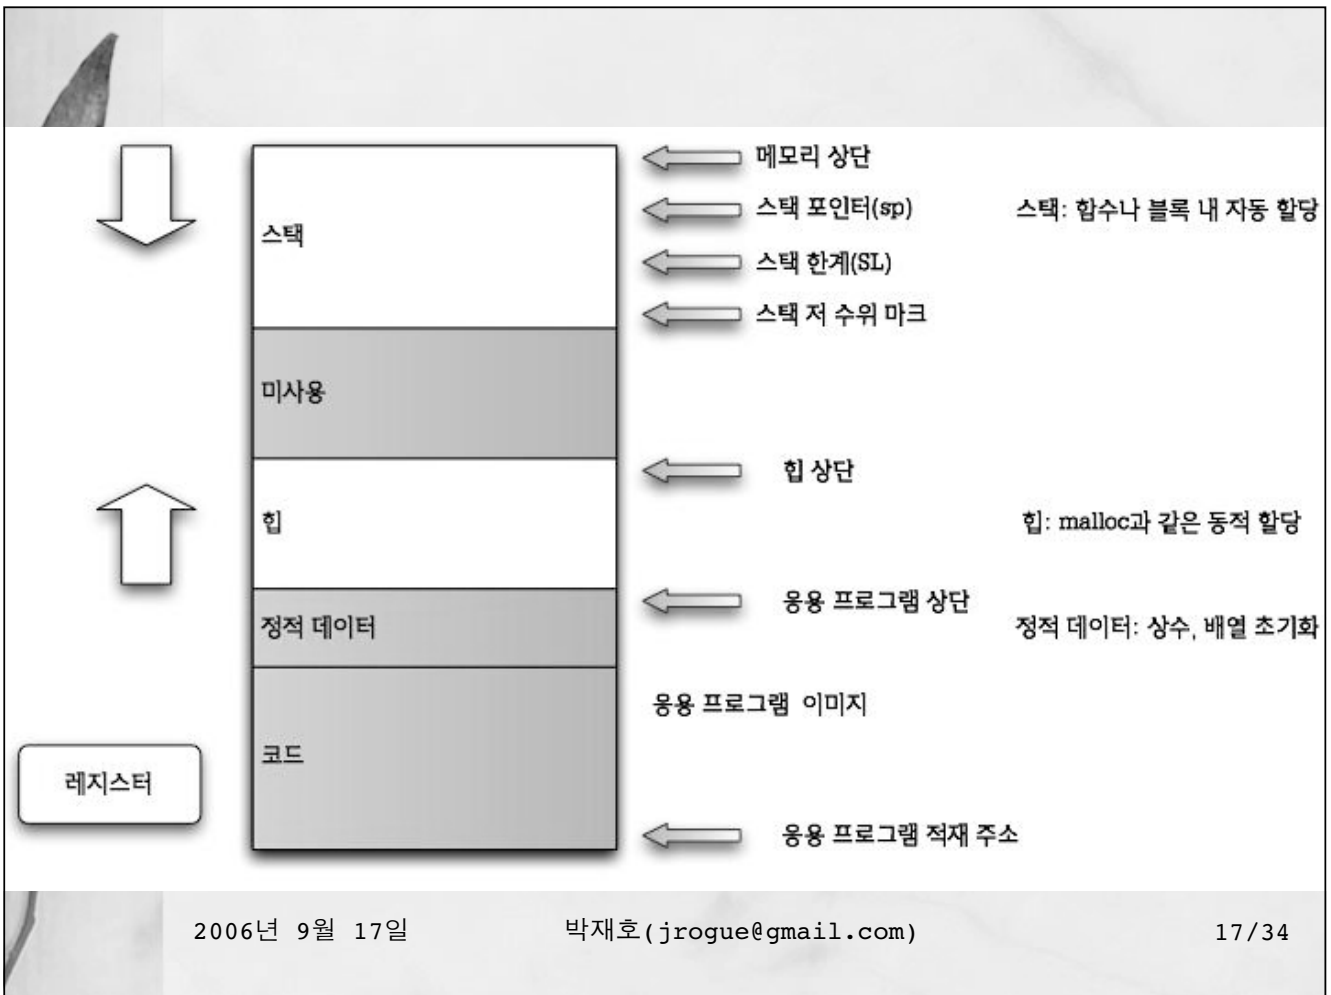 메모리 상단
스택 포인터(sp)
스택: 함수나 블록 내 자동 할당
스택
스택 한계(SL)
스택 저 수위 마크
미사용
힙 상단
힙
힙: malloc과 같은 동적 할당
응용 프로그램 상단
정적 데이터
정적 데이터: 상수, 배열 초기화
응용 프로그램 이미지
코드
레지스터
응용 프로그램 적재 주소
2006년 9월 17일
박재호(jrogue@gmail.com)
17/34